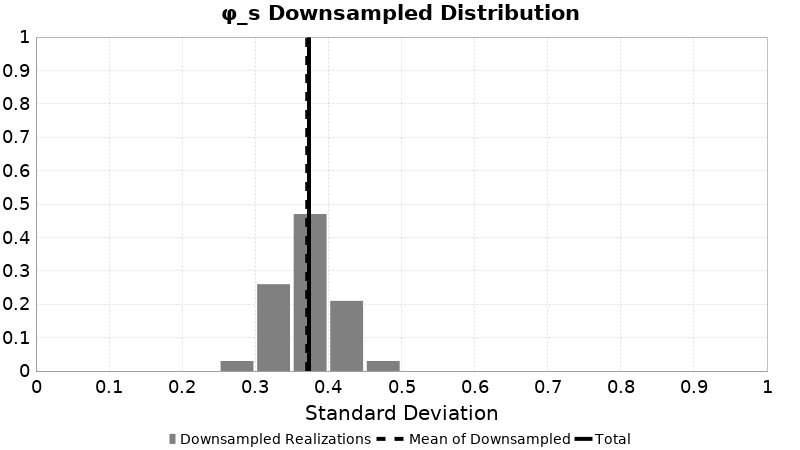 φ_s Downsampled Distribution
1
0.9
0.8
0.7
0.6
0.5
0.4
0.3
0.2
0.1
0
0 0.1 0.2 0.3 0.4 0.5 0.6 0.7 0.8 0.9 1
Standard Deviation
Downsampled Realizations Mean of Downsampled Total